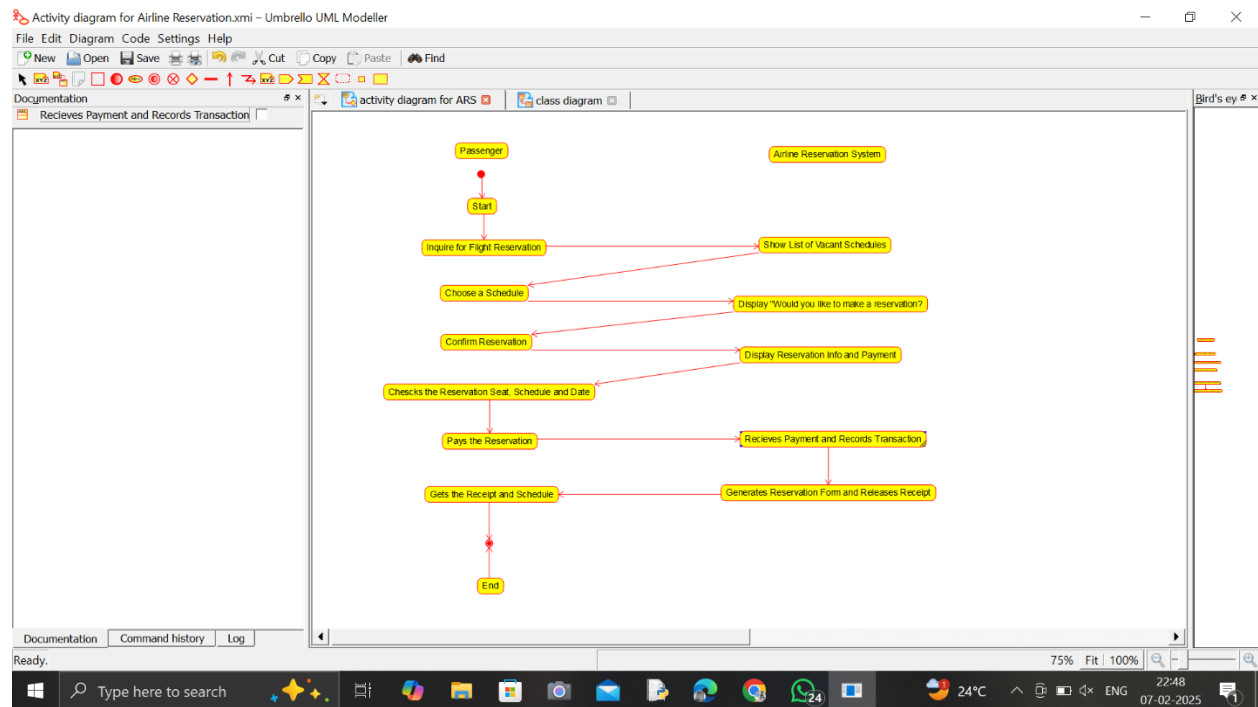 Activity diagram for Airline Reservation.xmi – Umbrello UML Modeller
File Edit Diagram Code Settings Help
New Open Save Cut Copy Paste Find
Documentation
Recieves Payment and Records Transaction
activity diagram for ARS
class diagram
Bird's ey
Passenger
Airline Reservation System
Start
Inquire for Flight Reservation
Show List of Vacant Schedules
Choose a Schedule
Display "Would you like to make a reservation?
Confirm Reservation
Display Reservation Info and Payment
Chescks the Reservation Seat, Schedule and Date
Pays the Reservation
Recieves Payment and Records Transaction
Gets the Receipt and Schedule
Generates Reservation Form and Releases Receipt
End
Documentation Command history Log
Ready.
75% Fit 100%
Type here to search
24
24°C
ENG
22:48
07-02-2025
1